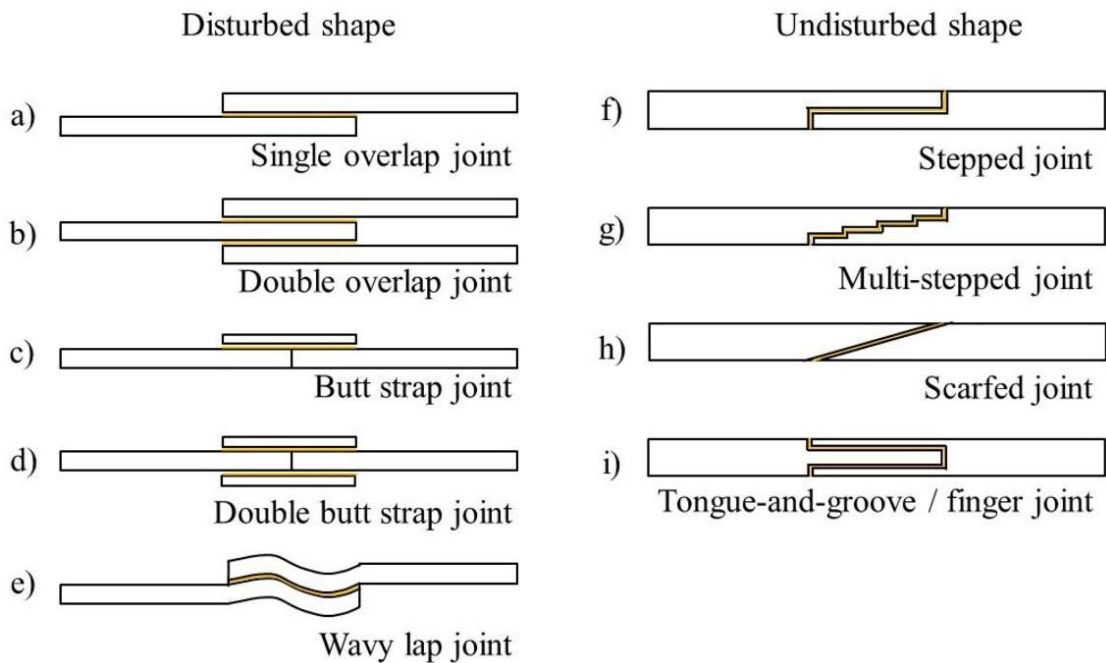 Disturbed shape
a)
Single overlap joint
b)
Double overlap joint
c)
Butt strap joint
d)
Double butt strap joint
e)
Wavy lap joint
Undisturbed shape
f)
Stepped joint
g)
Multi-stepped joint
h)
Scarfed joint
i)
Tongue-and-groove / finger joint